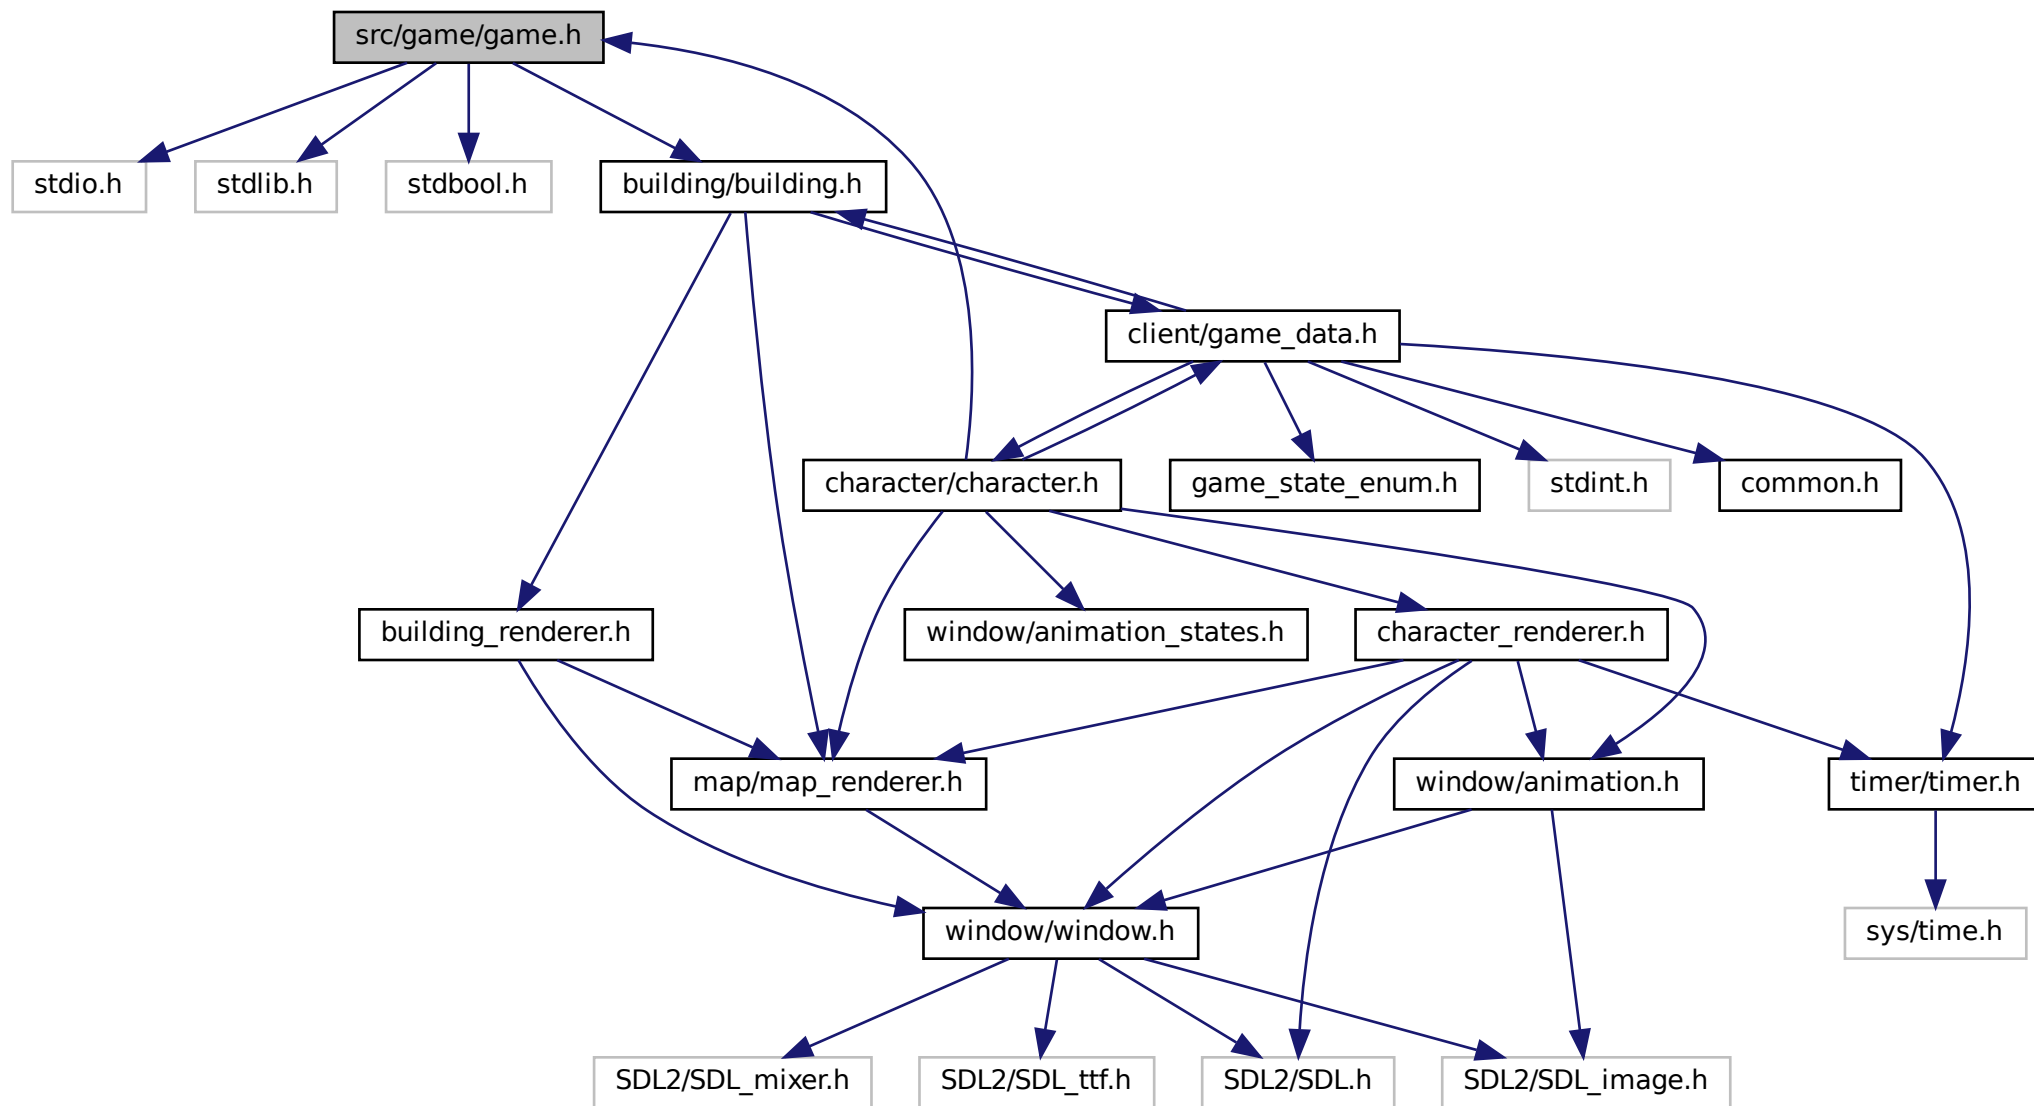 src/game/game.h
stdio.h
stdlib.h
stdbool.h
building/building.h
client/game_data.h
character/character.h
game_state_enum.h
stdint.h
common.h
building_renderer.h
window/animation_states.h
character_renderer.h
map/map_renderer.h
window/animation.h
timer/timer.h
window/window.h
sys/time.h
SDL2/SDL_mixer.h
SDL2/SDL_ttf.h
SDL2/SDL.h
SDL2/SDL_image.h